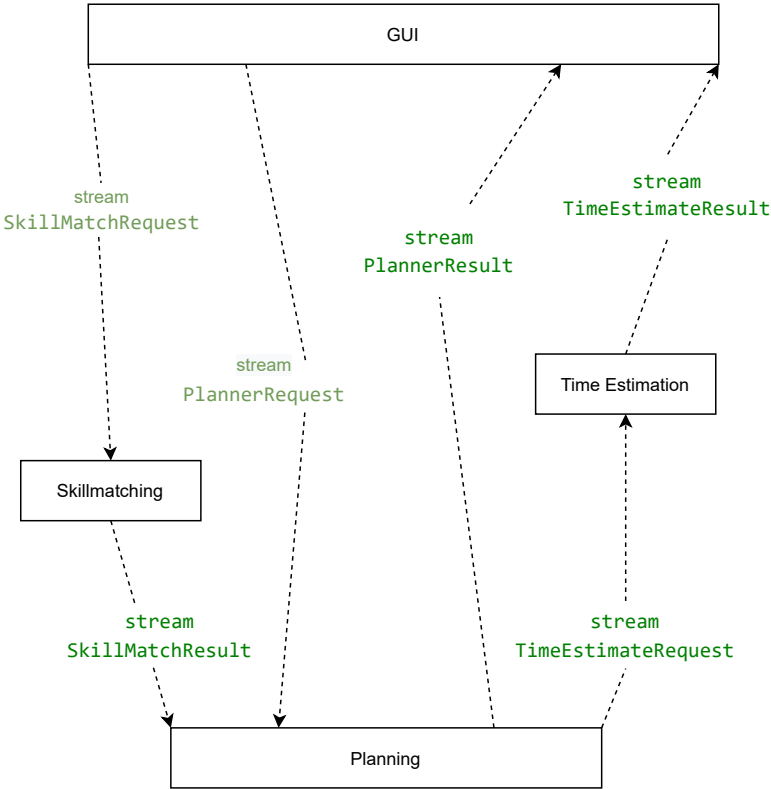 GUI
stream
SkillMatchRequest
stream
TimeEstimateResult
stream
PlannerResult
stream
PlannerRequest
Time Estimation
Skillmatching
stream
SkillMatchResult
stream
TimeEstimateRequest
Planning